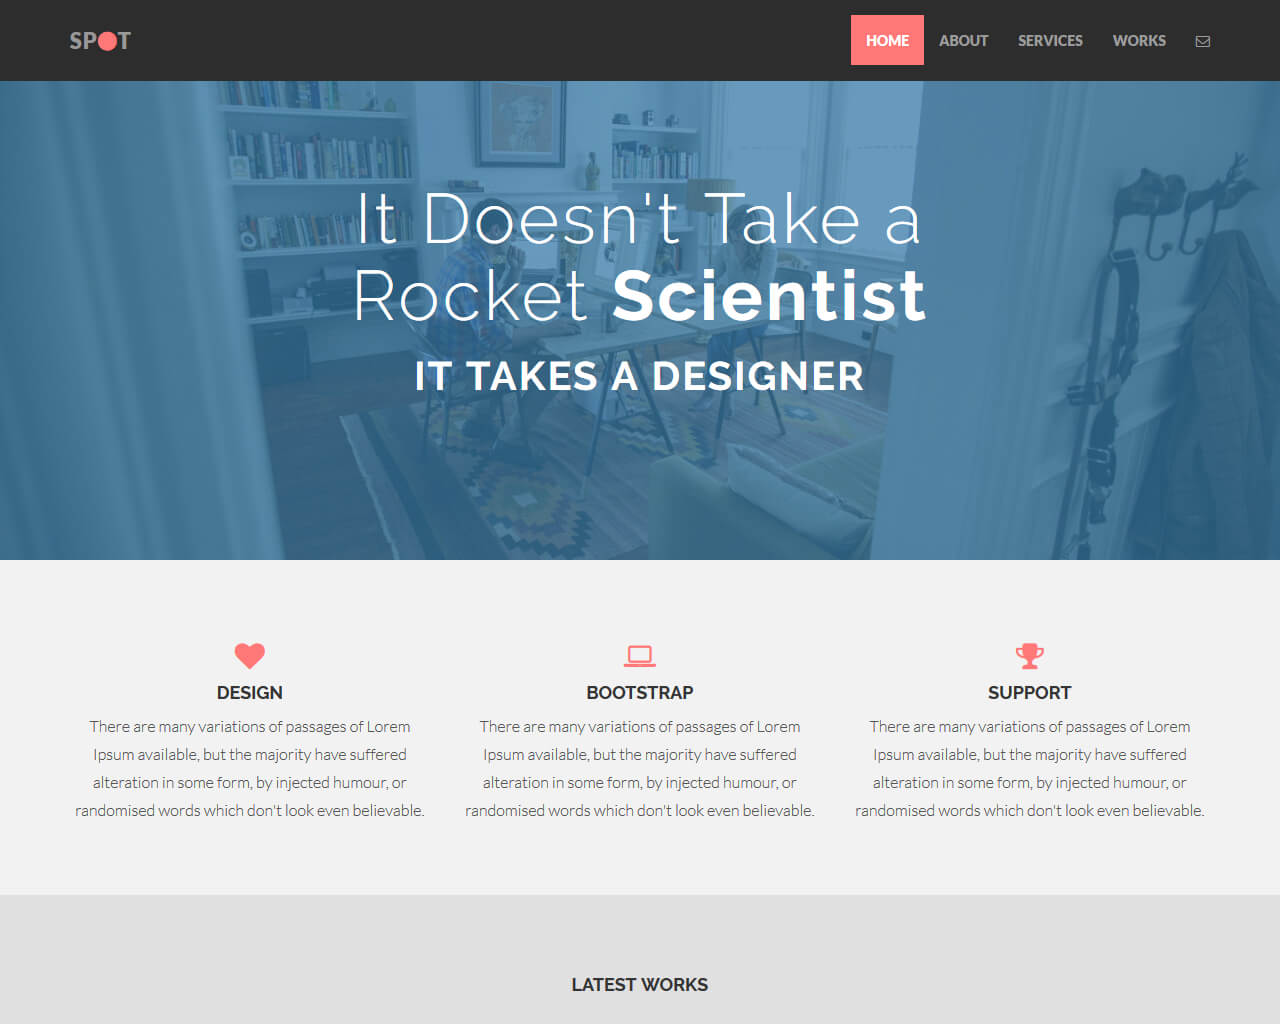 SPOT
HOME ABOUT SERVICES WORKS
It Doesn't Take a
Rocket Scientist
IT TAKES A DESIGNER
DESIGN
There are many variations of passages of Lorem
Ipsum available, but the majority have suffered
alteration in some form, by injected humour, or
randomised words which don't look even believable.
BOOTSTRAP
There are many variations of passages of Lorem
Ipsum available, but the majority have suffered
alteration in some form, by injected humour, or
randomised words which don't look even believable.
SUPPORT
There are many variations of passages of Lorem
Ipsum available, but the majority have suffered
alteration in some form, by injected humour, or
randomised words which don't look even believable.
LATEST WORKS